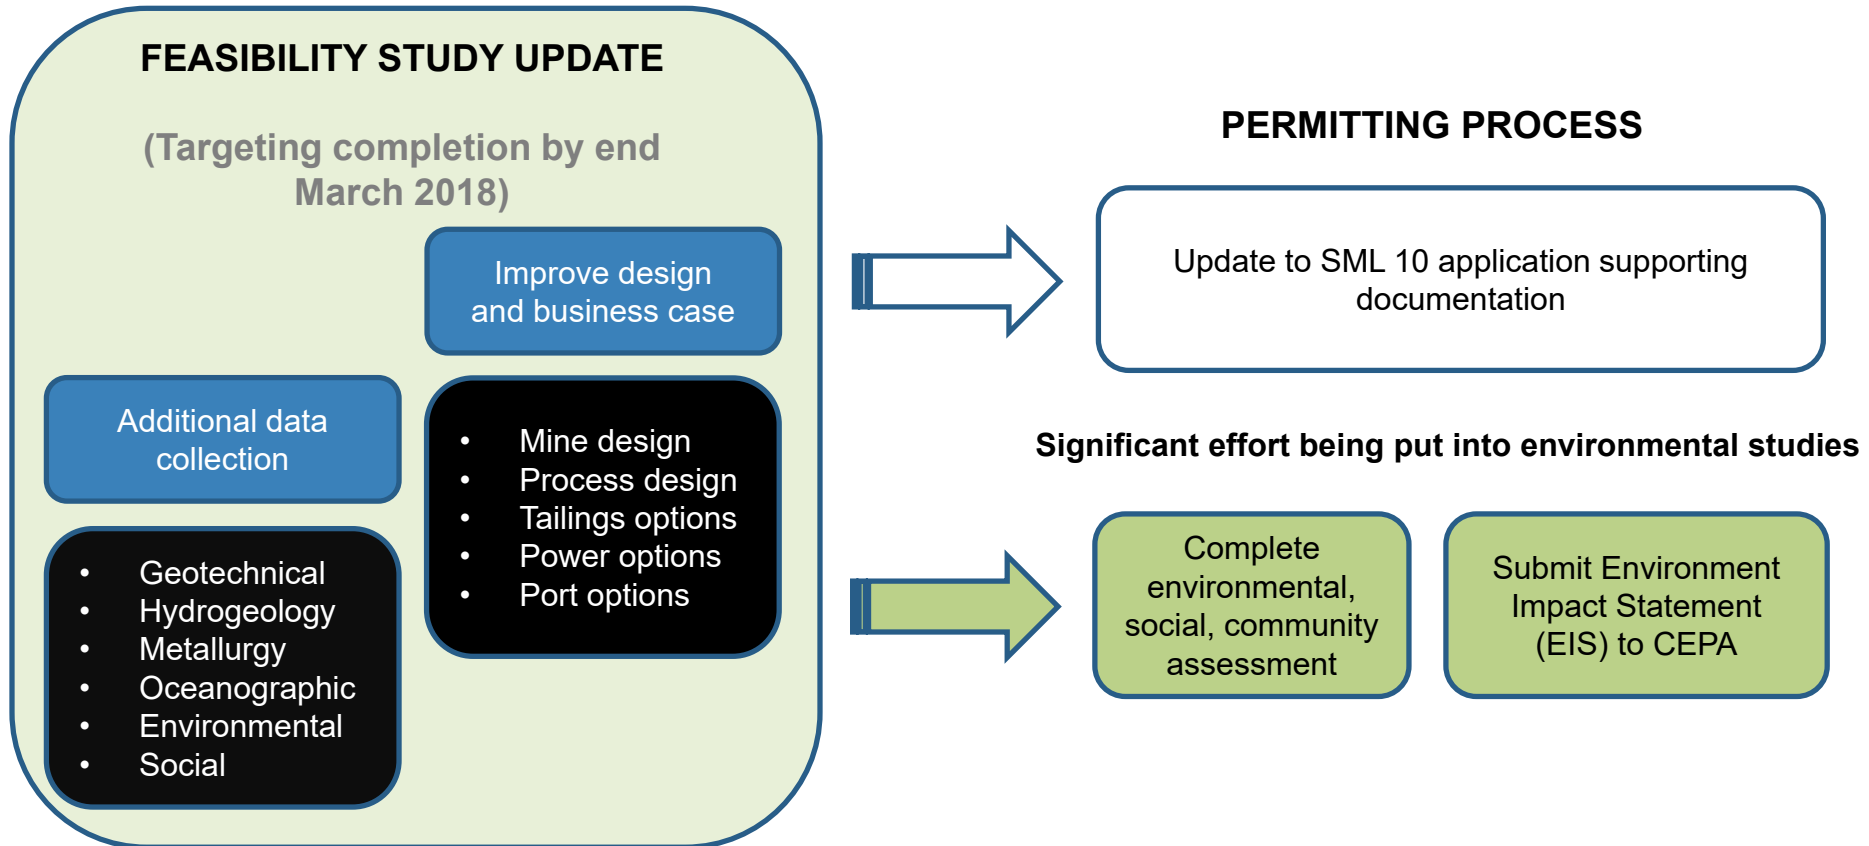 FEASIBILITY STUDY UPDATE
(Targeting completion by end
March 2018)
Improve design
and business case
Additional data
collection
• Mine design
• Process design
• Tailings options
• Power options
• Port options
• Geotechnical
• Hydrogeology
• Metallurgy
• Oceanographic
• Environmental
• Social
PERMITTING PROCESS
Update to SML 10 application supporting
documentation
Significant effort being put into environmental studies
Complete
environmental,
social, community
assessment
Submit Environment
Impact Statement
(EIS) to CEPA